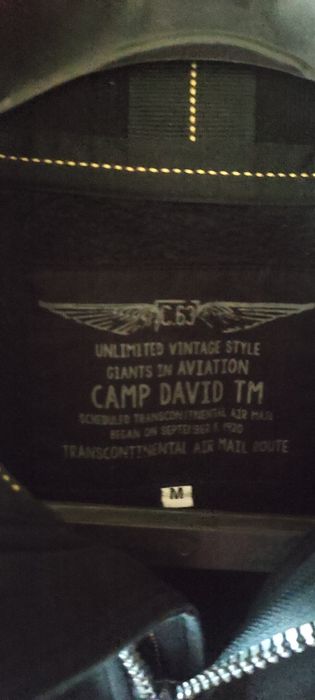 C.63
UNLIMITED VINTAGE STYLE
GIANTS IN AVIATION
CAMP DAVID TM
SCHEDULED TRANSCONTINENTAL AIR MAIL
BEGAN ON SEPTEMBER 8, 1920
TRANSCONTINENTAL AIR MAIL ROUTE
M